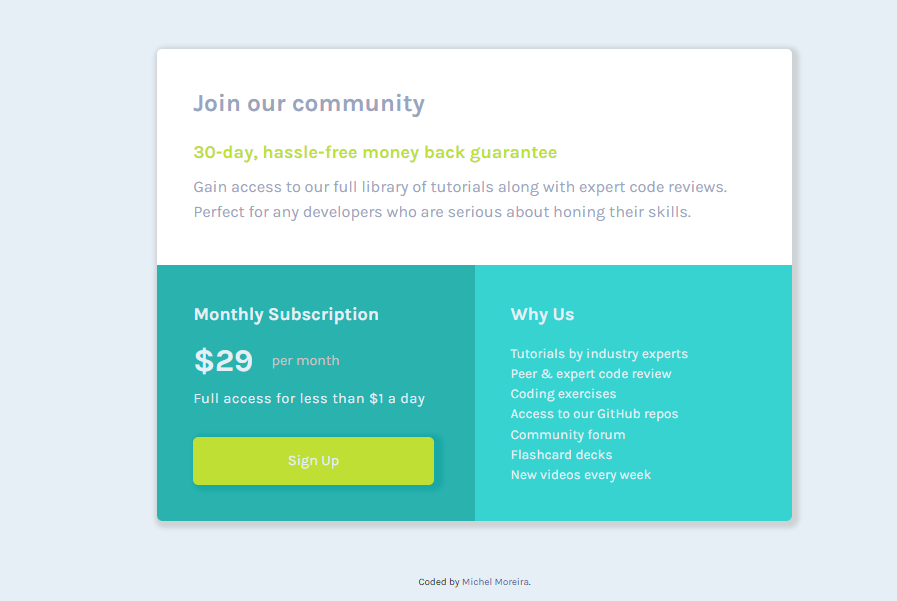 Join our community
30-day, hassle-free money back guarantee
Gain access to our full library of tutorials along with expert code reviews.
Perfect for any developers who are serious about honing their skills.
Monthly Subscription
$29 per month
Full access for less than $1 a day
Sign Up
Why Us
Tutorials by industry experts
Peer & expert code review
Coding exercises
Access to our GitHub repos
Community forum
Flashcard decks
New videos every week
Coded by Michel Moreira.